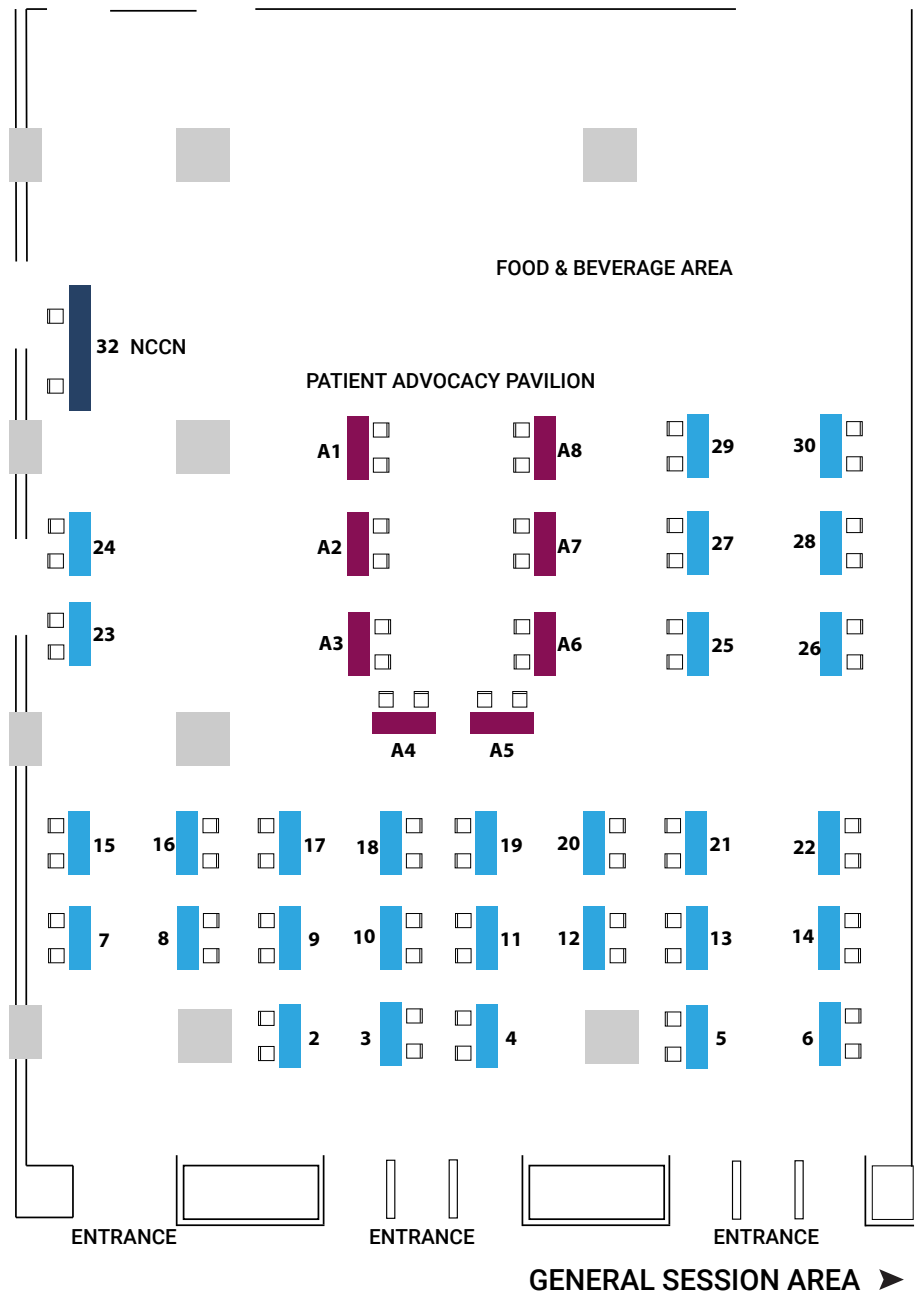 FOOD & BEVERAGE AREA
32 NCCN
PATIENT ADVOCACY PAVILION
A1 A8 29 30
24 A2 A7 27 28
23 A3 A6 25 26
A4 A5
15 16 17 18 19 20 21 22
7 8 9 10 11 12 13 14
2 3 4 5 6
ENTRANCE ENTRANCE ENTRANCE
GENERAL SESSION AREA